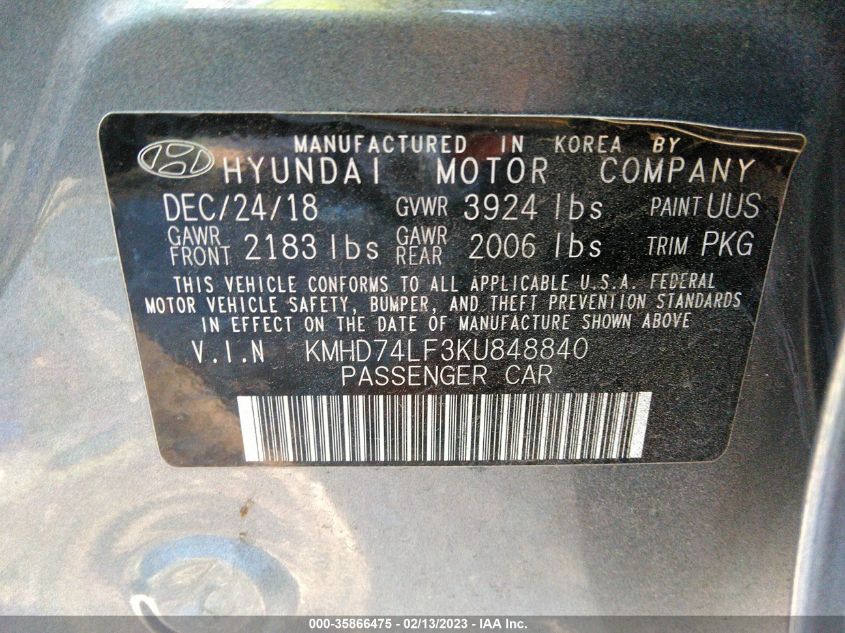 MANUFACTURED IN KOREA BY
HYUNDAI MOTOR COMPANY
DEC/24/18 GVWR 3924 lbs PAINT UUS
GAWR FRONT 2183 lbs GAWR REAR 2006 lbs TRIM PKG
THIS VEHICLE CONFORMS TO ALL APPLICABLE U.S.A. FEDERAL
MOTOR VEHICLE SAFETY, BUMPER, AND THEFT PREVENTION STANDARDS
IN EFFECT ON THE DATE OF MANUFACTURE SHOWN ABOVE
V.I.N KMHD74LF3KU848840
PASSENGER CAR
000-35866475 - 02/13/2023 - IAA Inc.